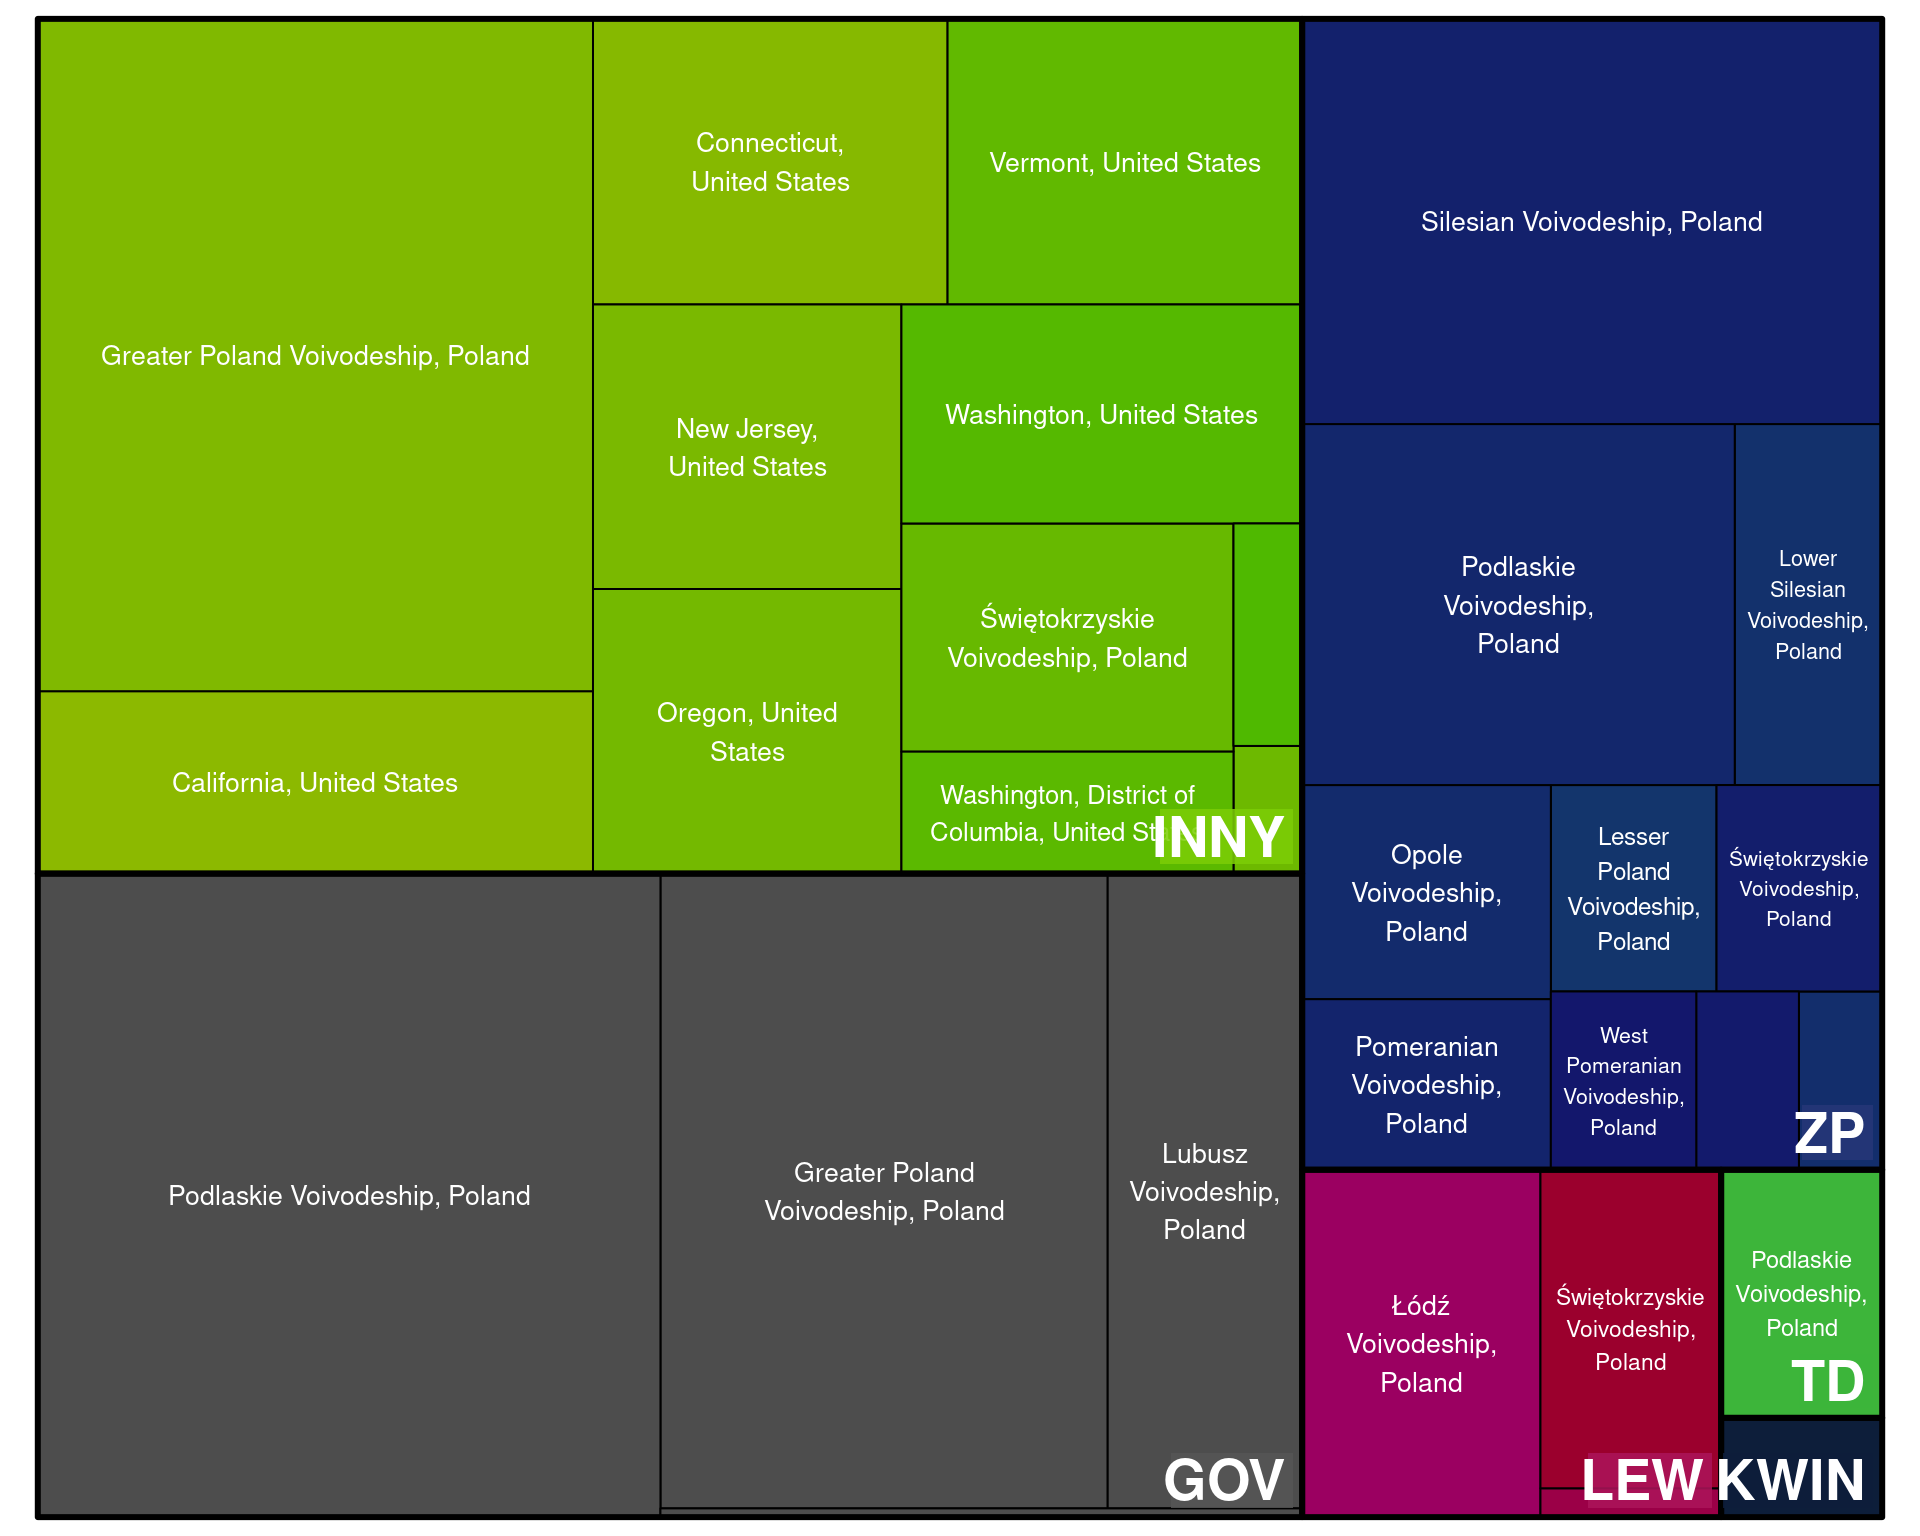 Greater Poland Voivodeship, Poland
California, United States
Connecticut,
United States
Vermont, United States
New Jersey,
United States
Washington, United States
Oregon, United
States
Świętokrzyskie
Voivodeship, Poland
Washington, District of
Columbia, United
INNY
Podlaskie Voivodeship, Poland
Greater Poland
Voivodeship, Poland
Lubusz
Voivodeship,
Poland
GOV
Silesian Voivodeship, Poland
Podlaskie
Voivodeship,
Poland
Lower
Silesian
Voivodeship,
Poland
Opole
Voivodeship,
Poland
Lesser
Poland
Voivodeship,
Poland
Świętokrzyskie
Voivodeship,
Poland
Pomeranian
Voivodeship,
Poland
West
Pomeranian
Voivodeship,
Poland
ZP
Łódź
Voivodeship,
Poland
Świętokrzyskie
Voivodeship,
Poland
LEW
Podlaskie
Voivodeship,
Poland
TD
KWIN